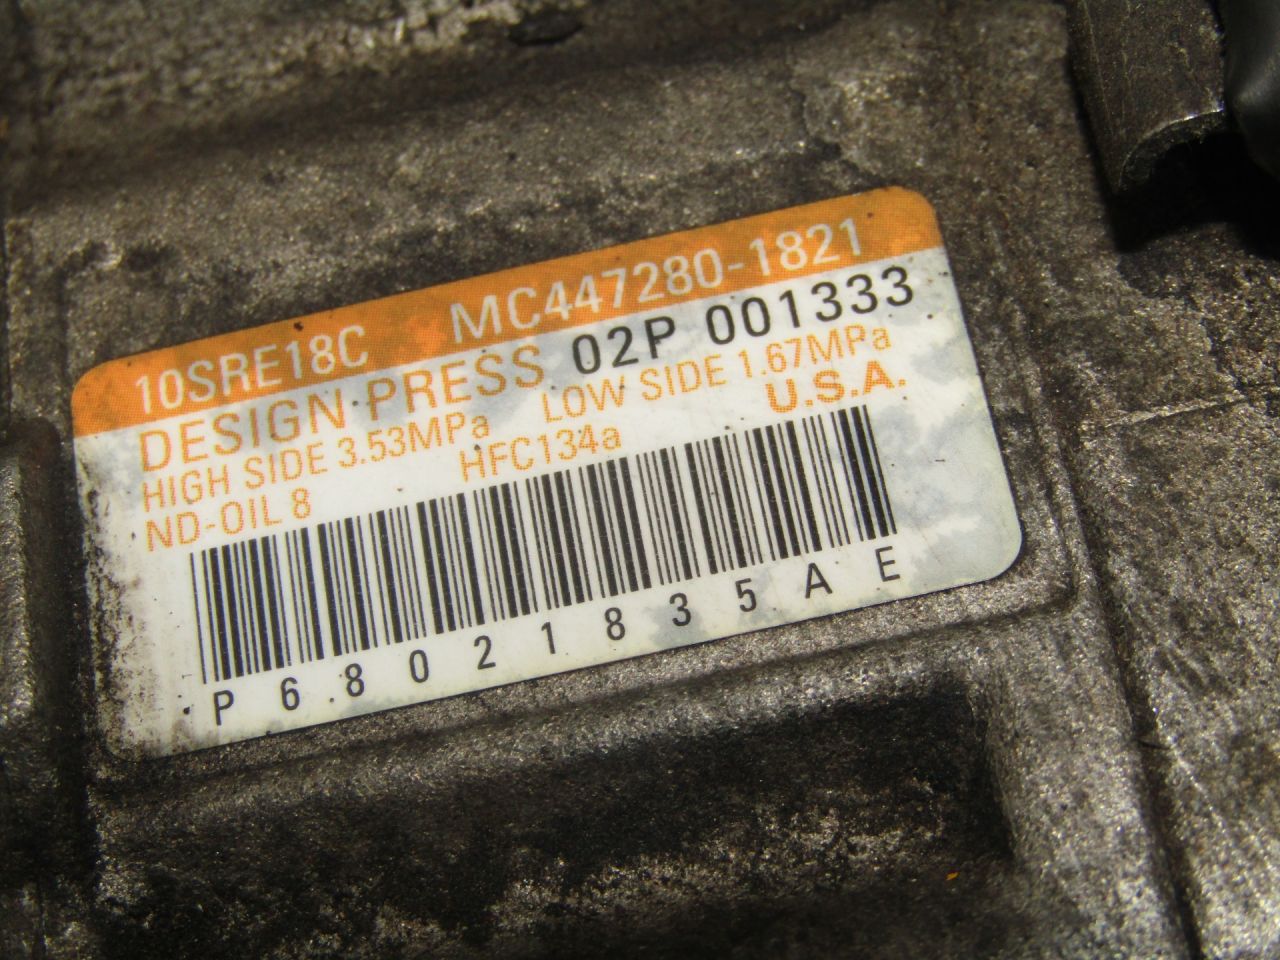 10SRE18C MC447280-1821
DESIGN PRESS 02P 001333
HIGH SIDE 3.53MPa LOW SIDE 1.67MPa
ND-OIL 8 HFC134a U.S.A.
P68021835AE